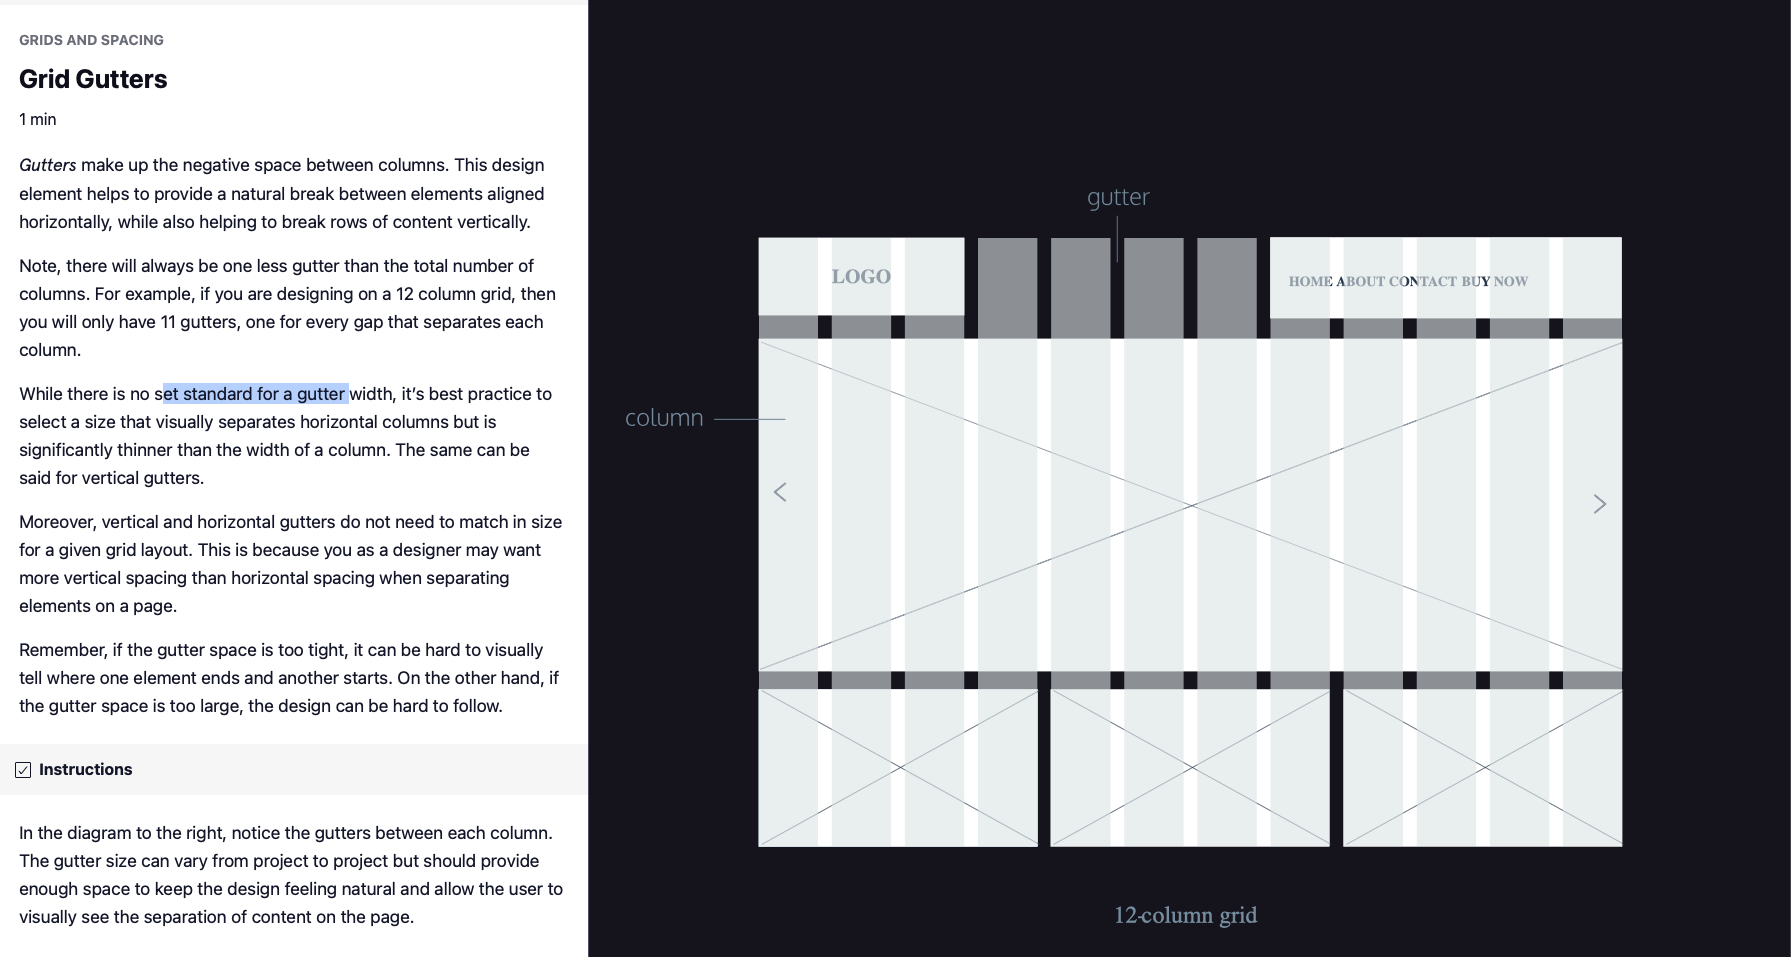 GRIDS AND SPACING
Grid Gutters
1 min
Gutters make up the negative space between columns. This design
element helps to provide a natural break between elements aligned
horizontally, while also helping to break rows of content vertically.
Note, there will always be one less gutter than the total number of
columns. For example, if you are designing on a 12 column grid, then
you will only have 11 gutters, one for every gap that separates each
column.
While there is no set standard for a gutter width, it’s best practice to
select a size that visually separates horizontal columns but is
significantly thinner than the width of a column. The same can be
said for vertical gutters.
Moreover, vertical and horizontal gutters do not need to match in size
for a given grid layout. This is because you as a designer may want
more vertical spacing than horizontal spacing when separating
elements on a page.
Remember, if the gutter space is too tight, it can be hard to visually
tell where one element ends and another starts. On the other hand, if
the gutter space is too large, the design can be hard to follow.
Instructions
In the diagram to the right, notice the gutters between each column.
The gutter size can vary from project to project but should provide
enough space to keep the design feeling natural and allow the user to
visually see the separation of content on the page.
gutter
LOGO
HOME ABOUT CONTACT BUY NOW
column
12-column grid